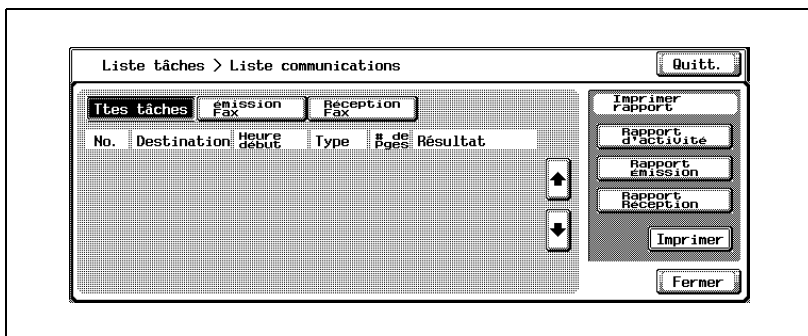 Liste tâches > Liste communications
Quitt.
Ttes tâches
émission
Fax
Réception
Fax
Imprimer
rapport
No.
Destination
Heure
début
Type
# de
Pges
Résultat
Rapport
d'activité
Rapport
émission
Rapport
Réception
Imprimer
Fermer